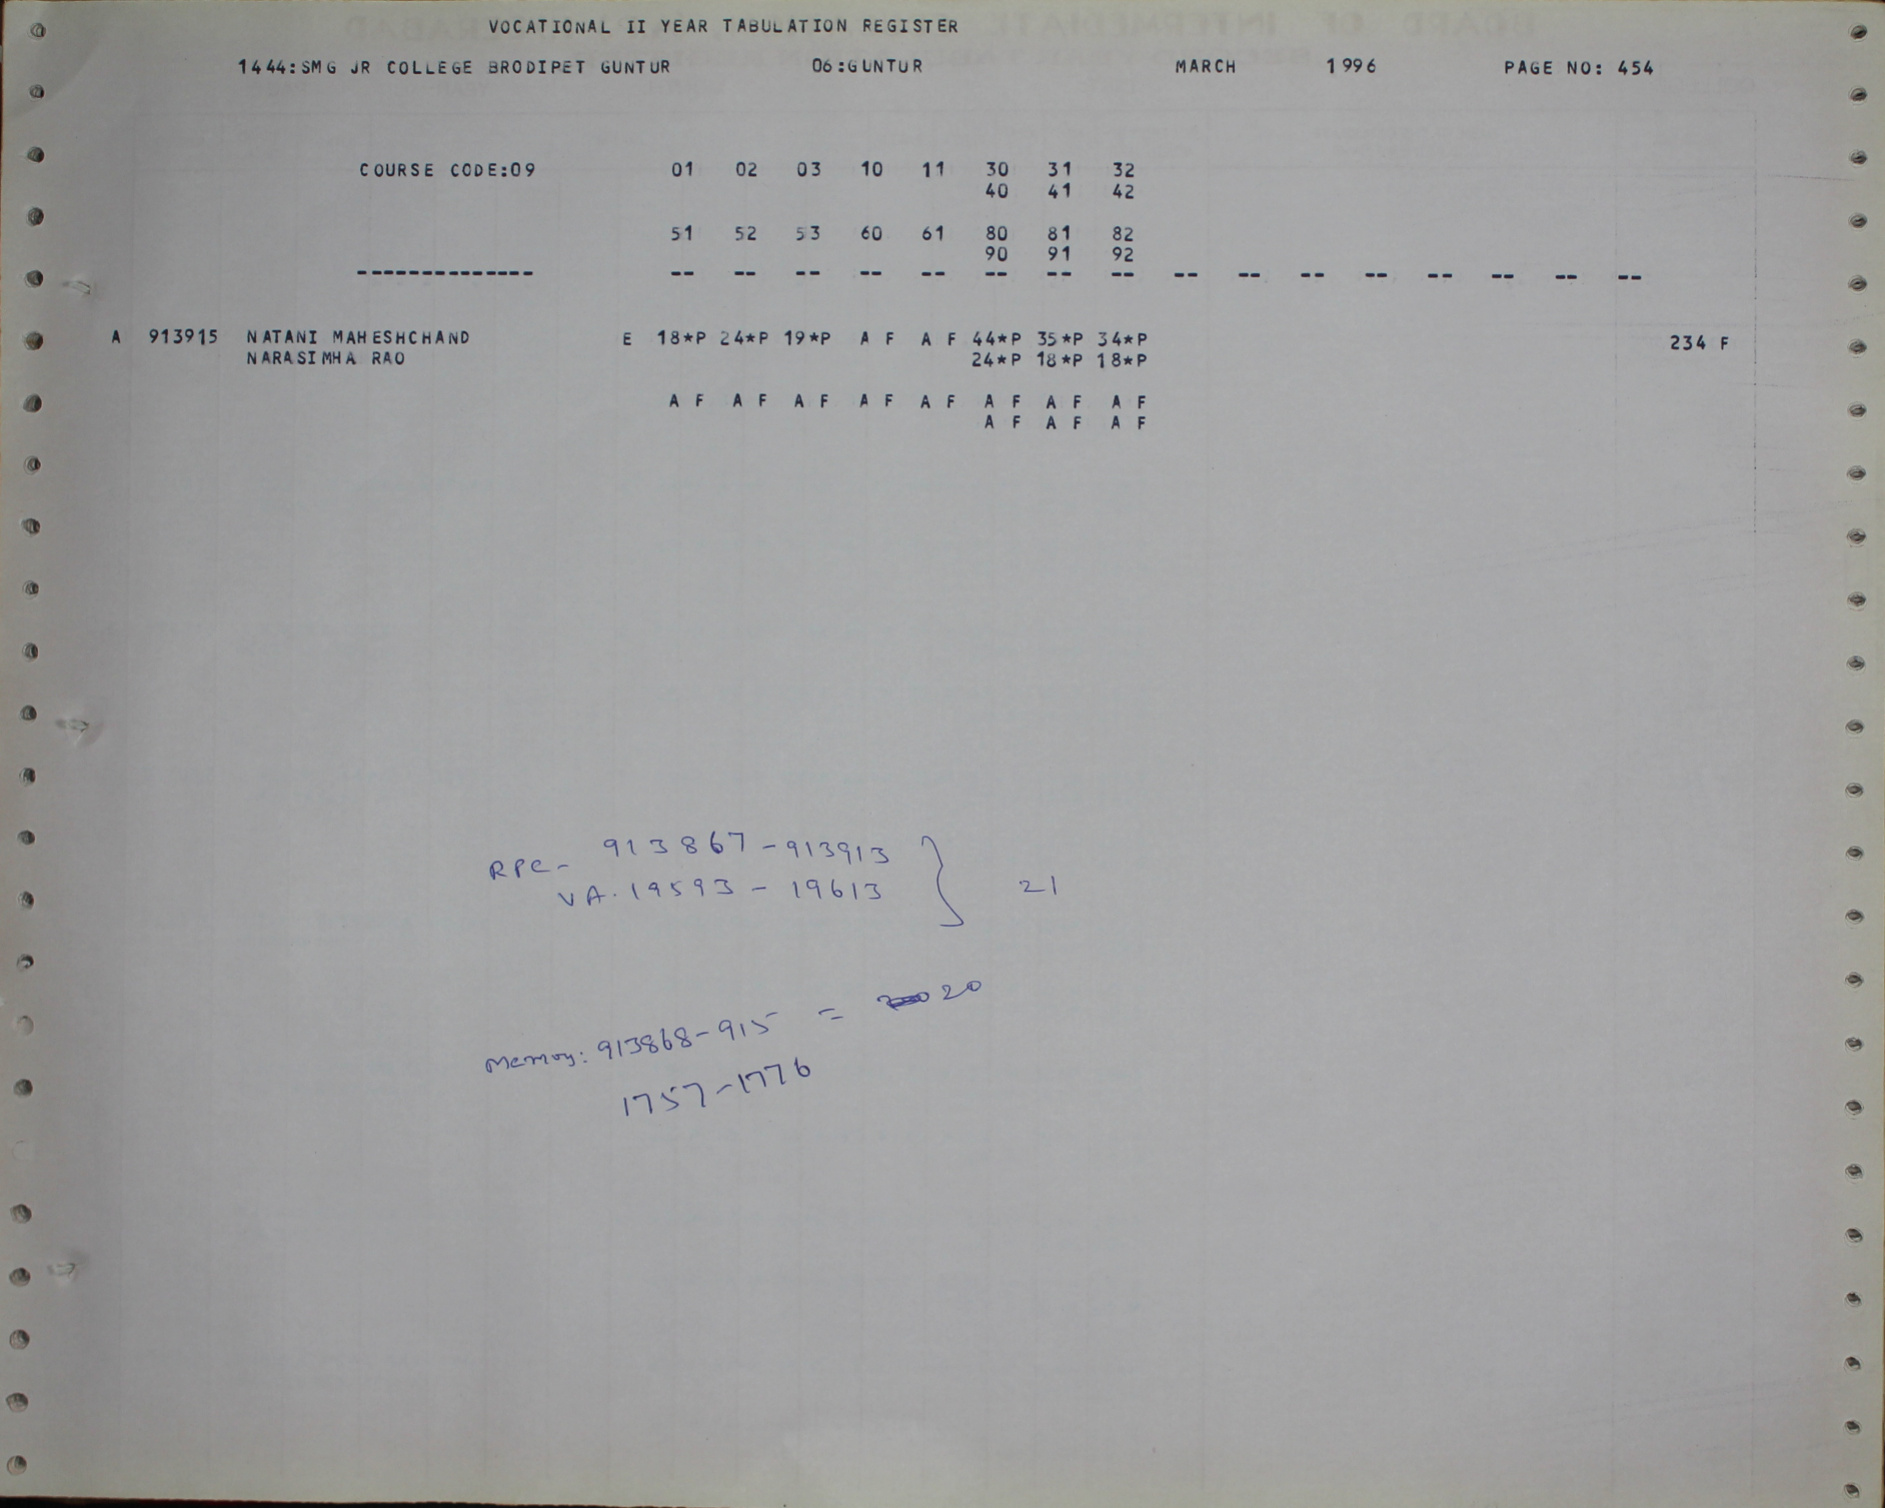 VOCATIONAL II YEAR TABULATION REGISTER
1444:SMG JR COLLEGE BRODIPET GUNTUR 06:GUNTUR MARCH 1996 PAGE NO: 454
COURSE CODE:09 01 02 03 10 11 30 31 32
40 41 42
51 52 53 60 61 80 81 82
90 91 92
-------------- -- -- -- -- -- -- -- -- -- -- -- -- -- -- -- --
A 913915 NATANI MAHESHCHAND E 18*P 24*P 19*P A F A F 44*P 35*P 34*P 234 F
NARASIMHA RAO 24*P 18*P 18*P
A F A F A F A F A F A F A F A F
A F A F A F
RPC- 913867-913913
VA.19593-19613 } 21
Memory: 913868-915 = 20
1757-1776